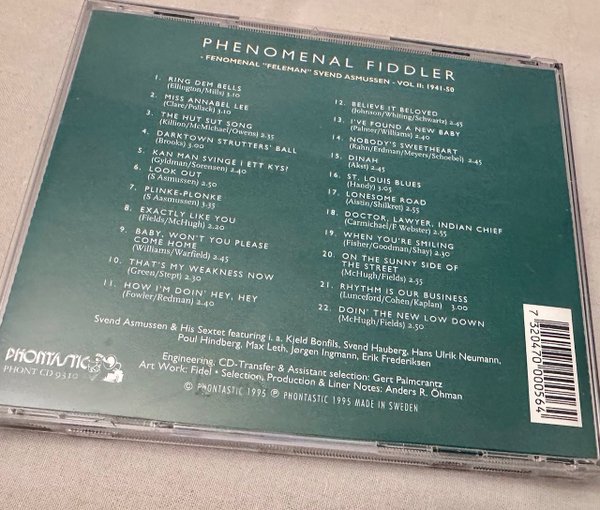 PHENOMENAL FIDDLER
- FENOMENAL "FELEMAN" SVEND ASMUSSEN - VOL II: 1941-50
1. RING DEM BELLS
(Ellington/Mills) 3.10
2. MISS ANNABEL LEE
(Clare/Pollack) 3.10
3. THE HUT SUT SONG
(Killion/McMichael/Owens) 2.35
4. DARKTOWN STRUTTERS' BALL
(Brooks) 3.00
5. KAN MAN SVINGE I ETT KYS?
(Gyldman/Sorensen) 2.40
6. LOOK OUT
(S Asmussen) 2.50
7. PLINKE-PLONKE
(S Aasmussen) 3.35
8. EXACTLY LIKE YOU
(Fields/McHugh) 2.20
9. BABY, WON'T YOU PLEASE
COME HOME
(Williams/Warfield) 2.45
10. THAT'S MY WEAKNESS NOW
(Green/Stept) 2.30
11. HOW I'M DOIN' HEY, HEY
(Fowler/Redman) 2.40
12. BELIEVE IT BELOVED
(Johnson/Whiting/Schwartz) 2.45
13. I'VE FOUND A NEW BABY
(Palmer/Williams) 2.40
14. NOBODY'S SWEETHEART
(Kahn/Erdman/Meyers/Schoebel) 2.45
15. DINAH
(Akst) 2.45
16. ST. LOUIS BLUES
(Handy) 3.05
17. LONESOME ROAD
(Austin/Shilkret) 2.55
18. DOCTOR, LAWYER, INDIAN CHIEF
(Carmichael/F Webster) 2.55
19. WHEN YOU'RE SMILING
(Fisher/Goodman/Shay) 2.30
20. ON THE SUNNY SIDE OF
THE STREET
(McHugh/Fields) 2.55
21. RHYTHM IS OUR BUSINESS
(Lunceford/Cohen/Kaplan) 3.00
22. DOIN' THE NEW LOW DOWN
(McHugh/Fields) 2.50
Svend Asmussen & His Sextet featuring i. a. Kjeld Bonfils, Svend Hauberg, Hans Ulrik Neumann,
Poul Hindberg, Max Leth, Jørgen Ingmann, Erik Frederiksen
Engineering, CD-Transfer & Assistant selection: Gert Palmcrantz
Art Work: Fidel • Selection, Production & Liner Notes: Anders R. Öhman
© PHONTASTIC 1995 ℗ PHONTASTIC 1995 MADE IN SWEDEN
PHONTASTIC
PHONT CD 9310
7 320470 000564